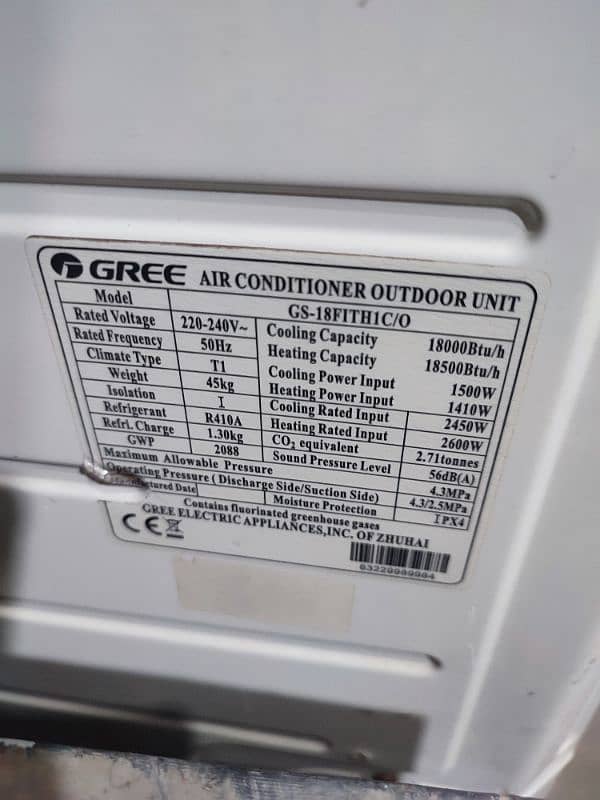 GREE AIR CONDITIONER OUTDOOR UNIT
Model GS-18FITH1C/O
Rated Voltage 220-240V~ Cooling Capacity 18000Btu/h
Rated Frequency 50Hz Heating Capacity 18500Btu/h
Climate Type T1 Cooling Power Input 1500W
Weight 45kg Heating Power Input 1410W
Isolation I Cooling Rated Input 2450W
Refrigerant R410A Heating Rated Input 2600W
Refri. Charge 1.30kg CO2 equivalent 2.71tonnes
GWP 2088 Sound Pressure Level 56dB(A)
Maximum Allowable Pressure 4.3MPa
Operating Pressure ( Discharge Side/Suction Side) 4.3/2.5MPa
Date Moisture Protection IPX4
Contains fluorinated greenhouse gases
GREE ELECTRIC APPLIANCES,INC. OF ZHUHAI
CE